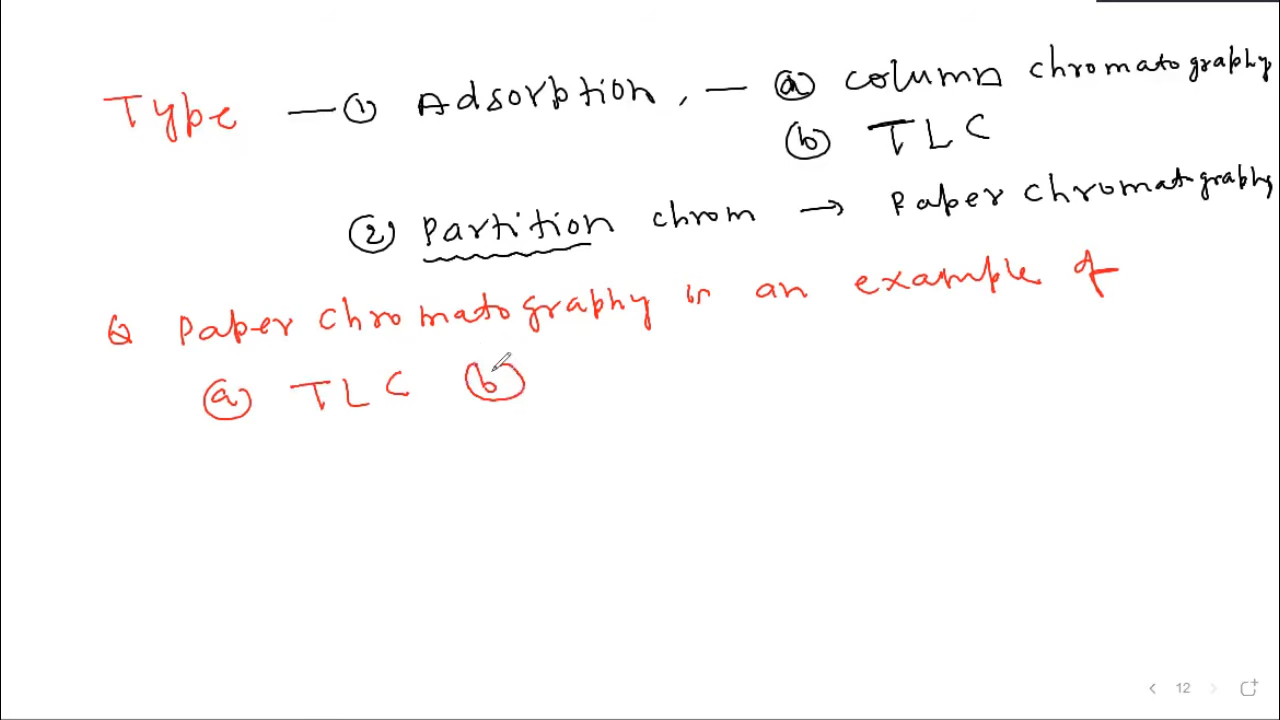 Type — ① Adsorption, — ⓐ column chromatography
ⓑ TLC
② Partition chrom → Paper chromatography
Q Paper chromatography is an example of
ⓐ TLC ⓑ
12